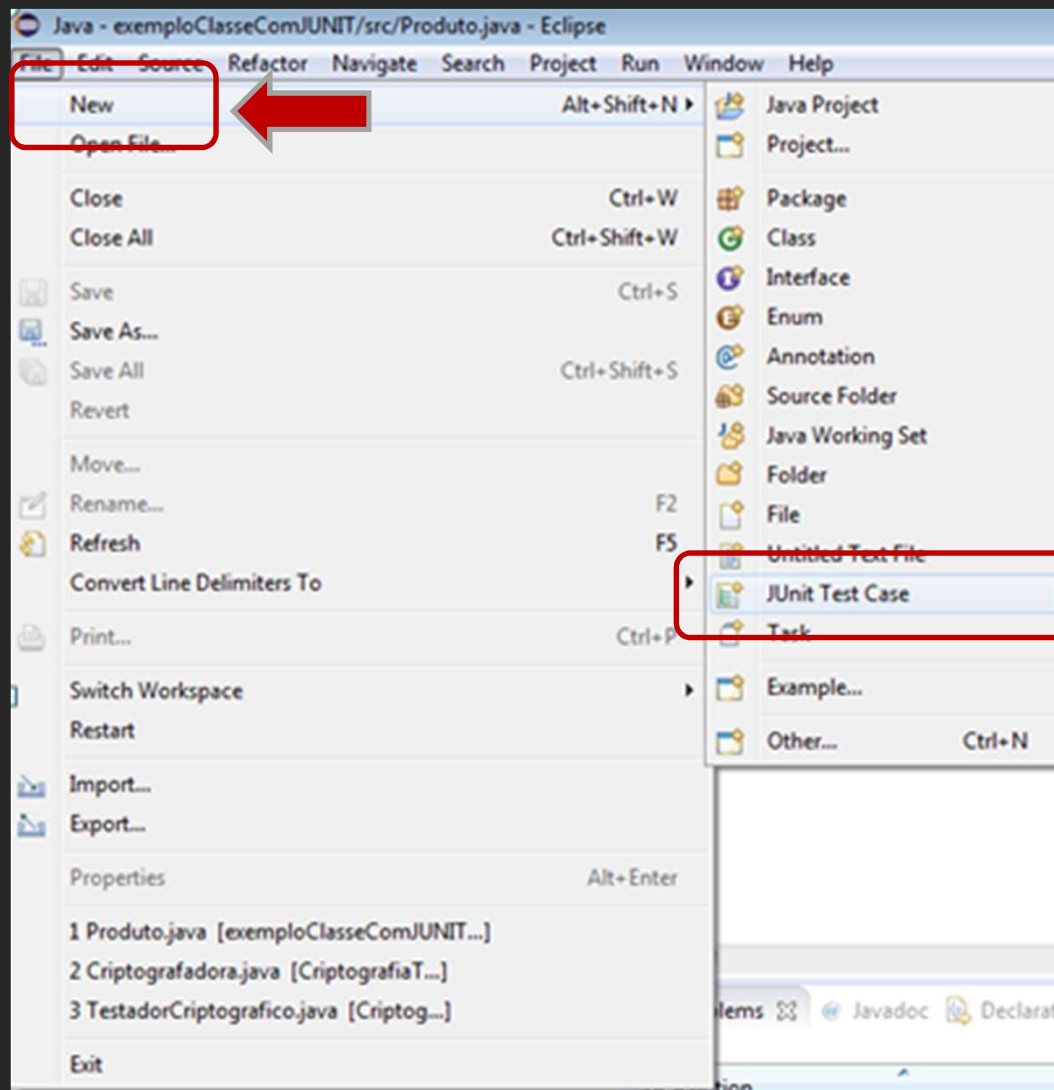 Java - exemploClasseComJUNIT/src/Produto.java - Eclipse
File Edit Source Refactor Navigate Search Project Run Window Help
New Alt+Shift+N
Open File...
Close Ctrl+W
Close All Ctrl+Shift+W
Save Ctrl+S
Save As...
Save All Ctrl+Shift+S
Revert
Move...
Rename... F2
Refresh F5
Convert Line Delimiters To
Print... Ctrl+P
Switch Workspace
Restart
Import...
Export...
Properties Alt+Enter
1 Produto.java [exemploClasseComJUNIT...]
2 Criptografadora.java [CriptografiaT...]
3 TestadorCriptografico.java [Criptog...]
Exit
Java Project
Project...
Package
Class
Interface
Enum
Annotation
Source Folder
Java Working Set
Folder
File
Untitled Text File
JUnit Test Case
Task
Example...
Other... Ctrl+N
lems Javadoc Declarat